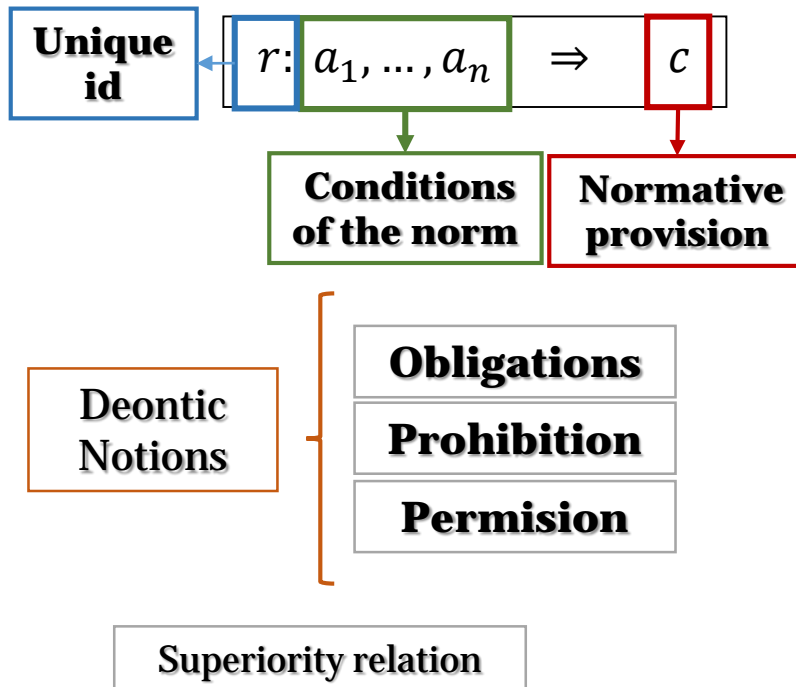 Unique
id
r: a₁, …, aₙ ⇒ c
Conditions
of the norm
Normative
provision
Deontic
Notions
Obligations
Prohibition
Permision
Superiority relation